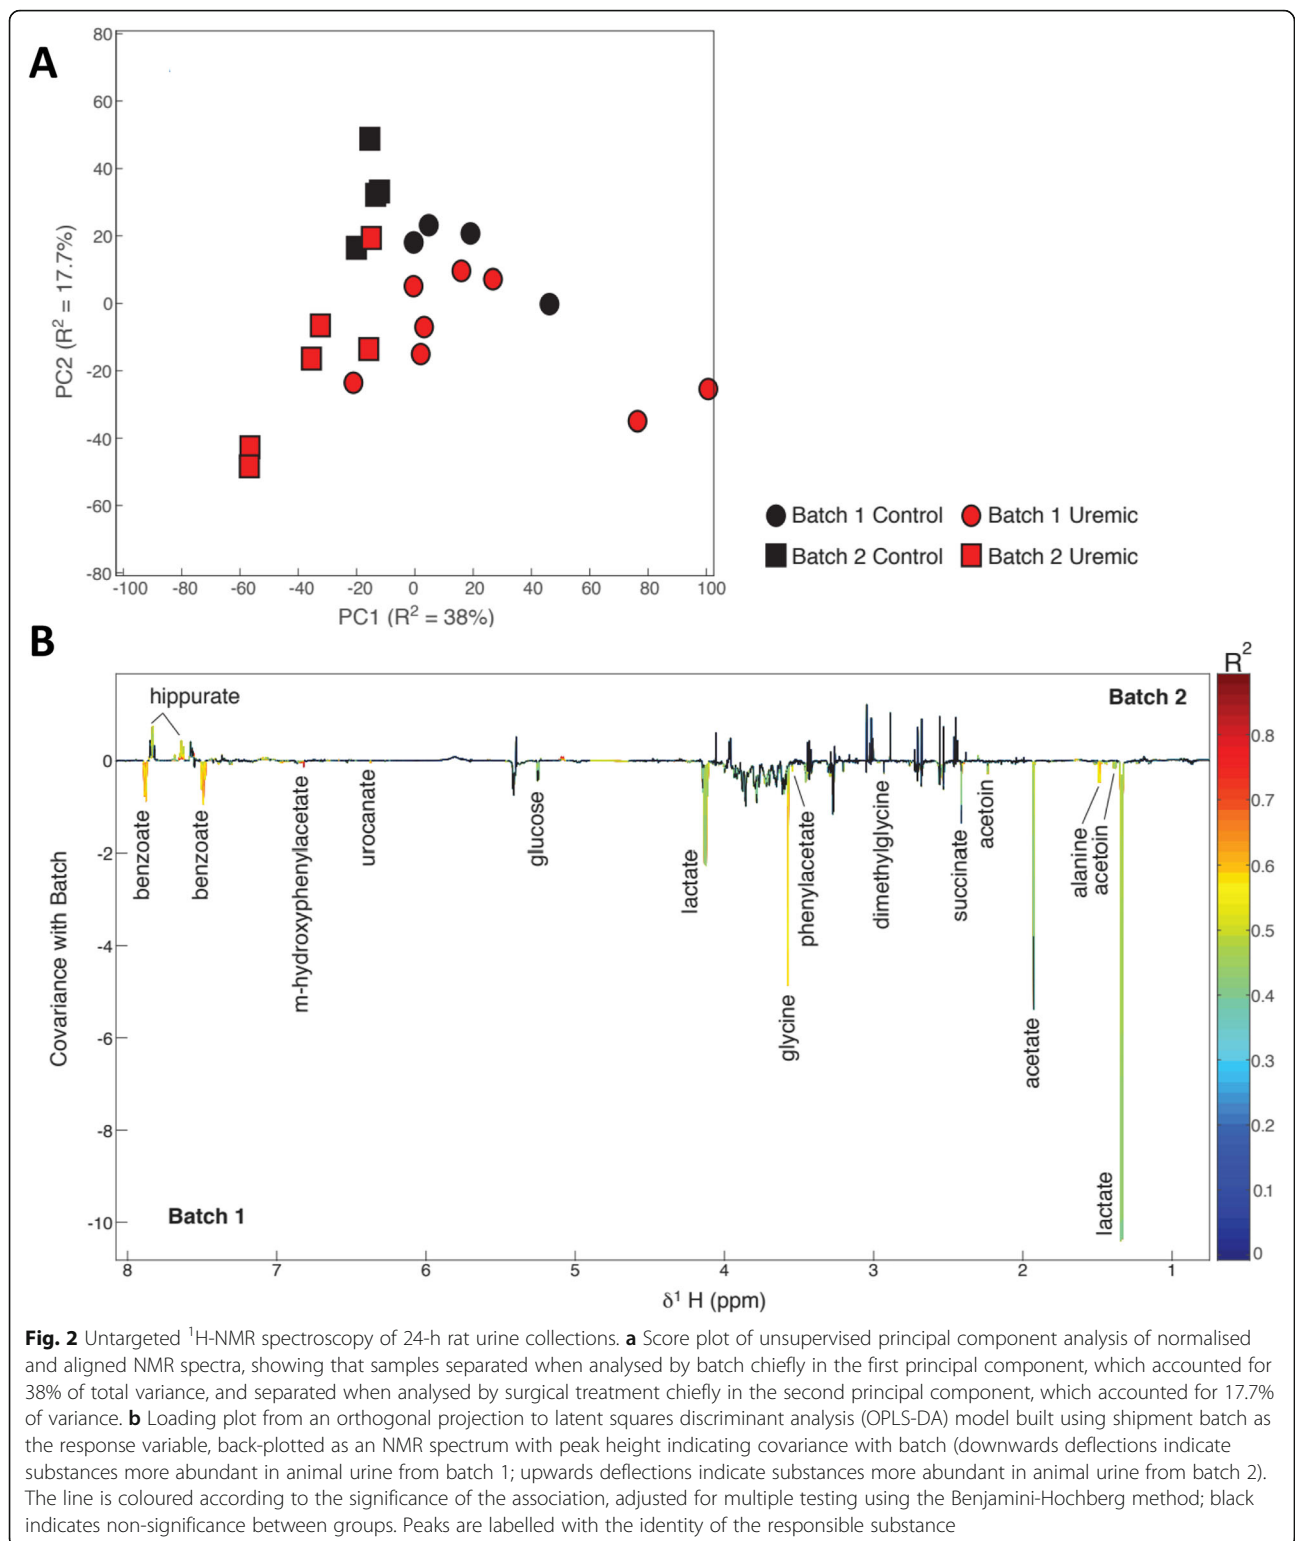 A
80
60
40
20
0
-20
-40
-60
-80
PC2 (R² = 17.7%)
-100 -80 -60 -40 -20 0 20 40 60 80 100
PC1 (R² = 38%)
Batch 1 Control Batch 1 Uremic
Batch 2 Control Batch 2 Uremic
B
R²
hippurate
Batch 2
0
-2
-4
-6
-8
-10
Covariance with Batch
benzoate
benzoate
m-hydroxyphenylacetate
urocanate
glucose
lactate
glycine
phenylacetate
dimethylglycine
succinate
acetoin
acetate
alanine
acetoin
lactate
Batch 1
0.8
0.7
0.6
0.5
0.4
0.3
0.2
0.1
0
8 7 6 5 4 3 2 1
δ¹ H (ppm)
Fig. 2 Untargeted ¹H-NMR spectroscopy of 24-h rat urine collections. a Score plot of unsupervised principal component analysis of normalised
and aligned NMR spectra, showing that samples separated when analysed by batch chiefly in the first principal component, which accounted for
38% of total variance, and separated when analysed by surgical treatment chiefly in the second principal component, which accounted for 17.7%
of variance. b Loading plot from an orthogonal projection to latent squares discriminant analysis (OPLS-DA) model built using shipment batch as
the response variable, back-plotted as an NMR spectrum with peak height indicating covariance with batch (downwards deflections indicate
substances more abundant in animal urine from batch 1; upwards deflections indicate substances more abundant in animal urine from batch 2).
The line is coloured according to the significance of the association, adjusted for multiple testing using the Benjamini-Hochberg method; black
indicates non-significance between groups. Peaks are labelled with the identity of the responsible substance